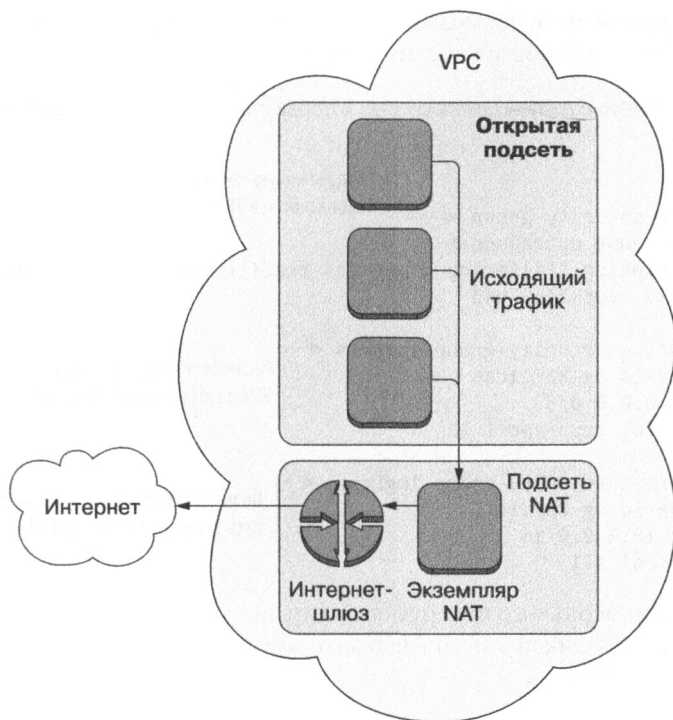 VPC
Открытая
подсеть
Исходящий
трафик
Подсеть
NAT
Интернет
Интернет-
шлюз
Экземпляр
NAT